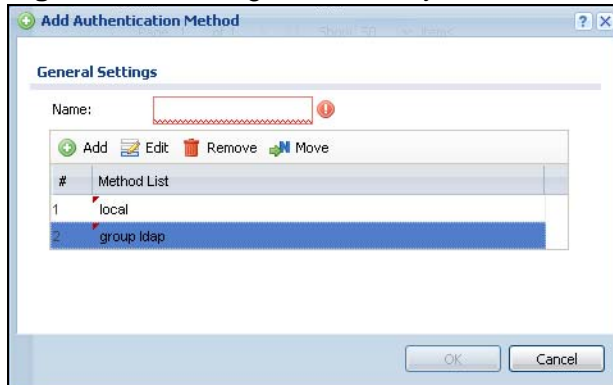 Add Authentication Method
General Settings
Name:
Add Edit Remove Move
# Method List
1 local
2 group ldap
OK Cancel